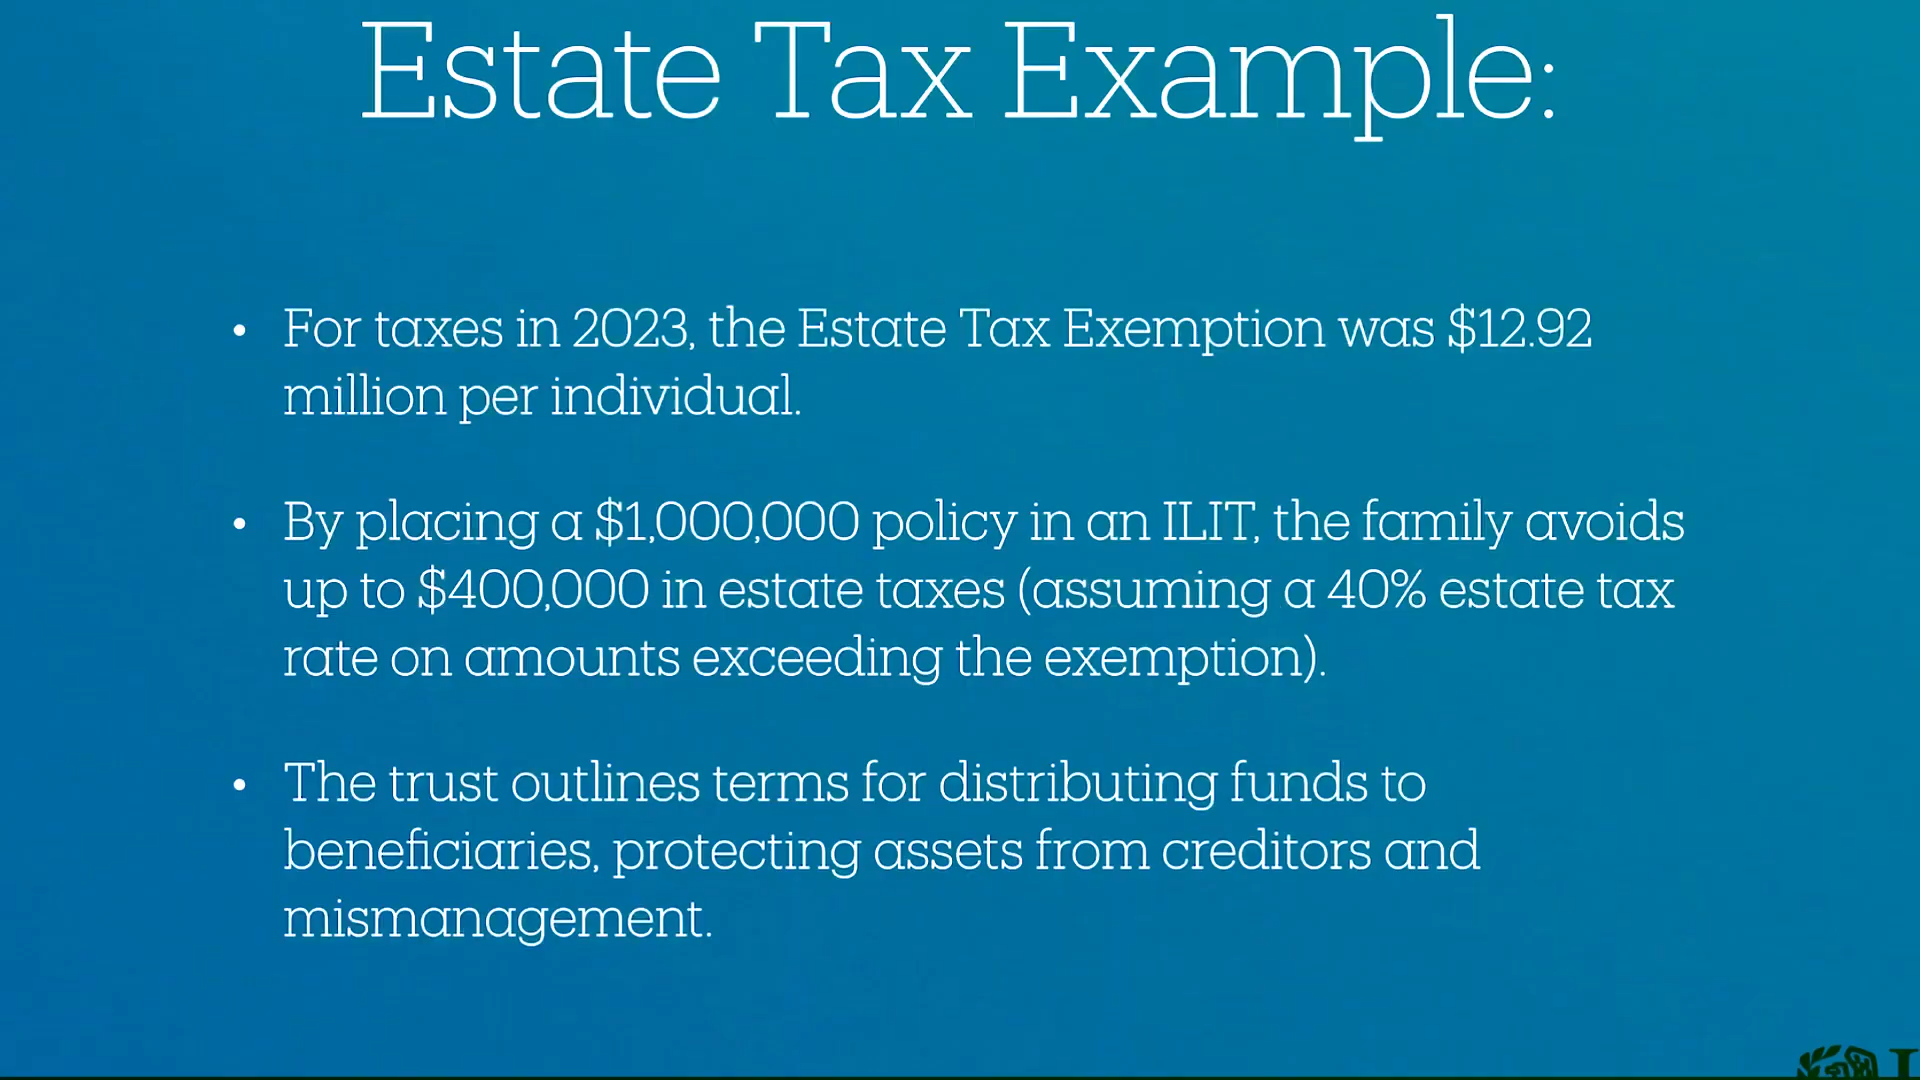 Estate Tax Example:
• For taxes in 2023, the Estate Tax Exemption was $12.92
million per individual.
• By placing a $1,000,000 policy in an ILIT, the family avoids
up to $400,000 in estate taxes (assuming a 40% estate tax
rate on amounts exceeding the exemption).
• The trust outlines terms for distributing funds to
beneficiaries, protecting assets from creditors and
mismanagement.